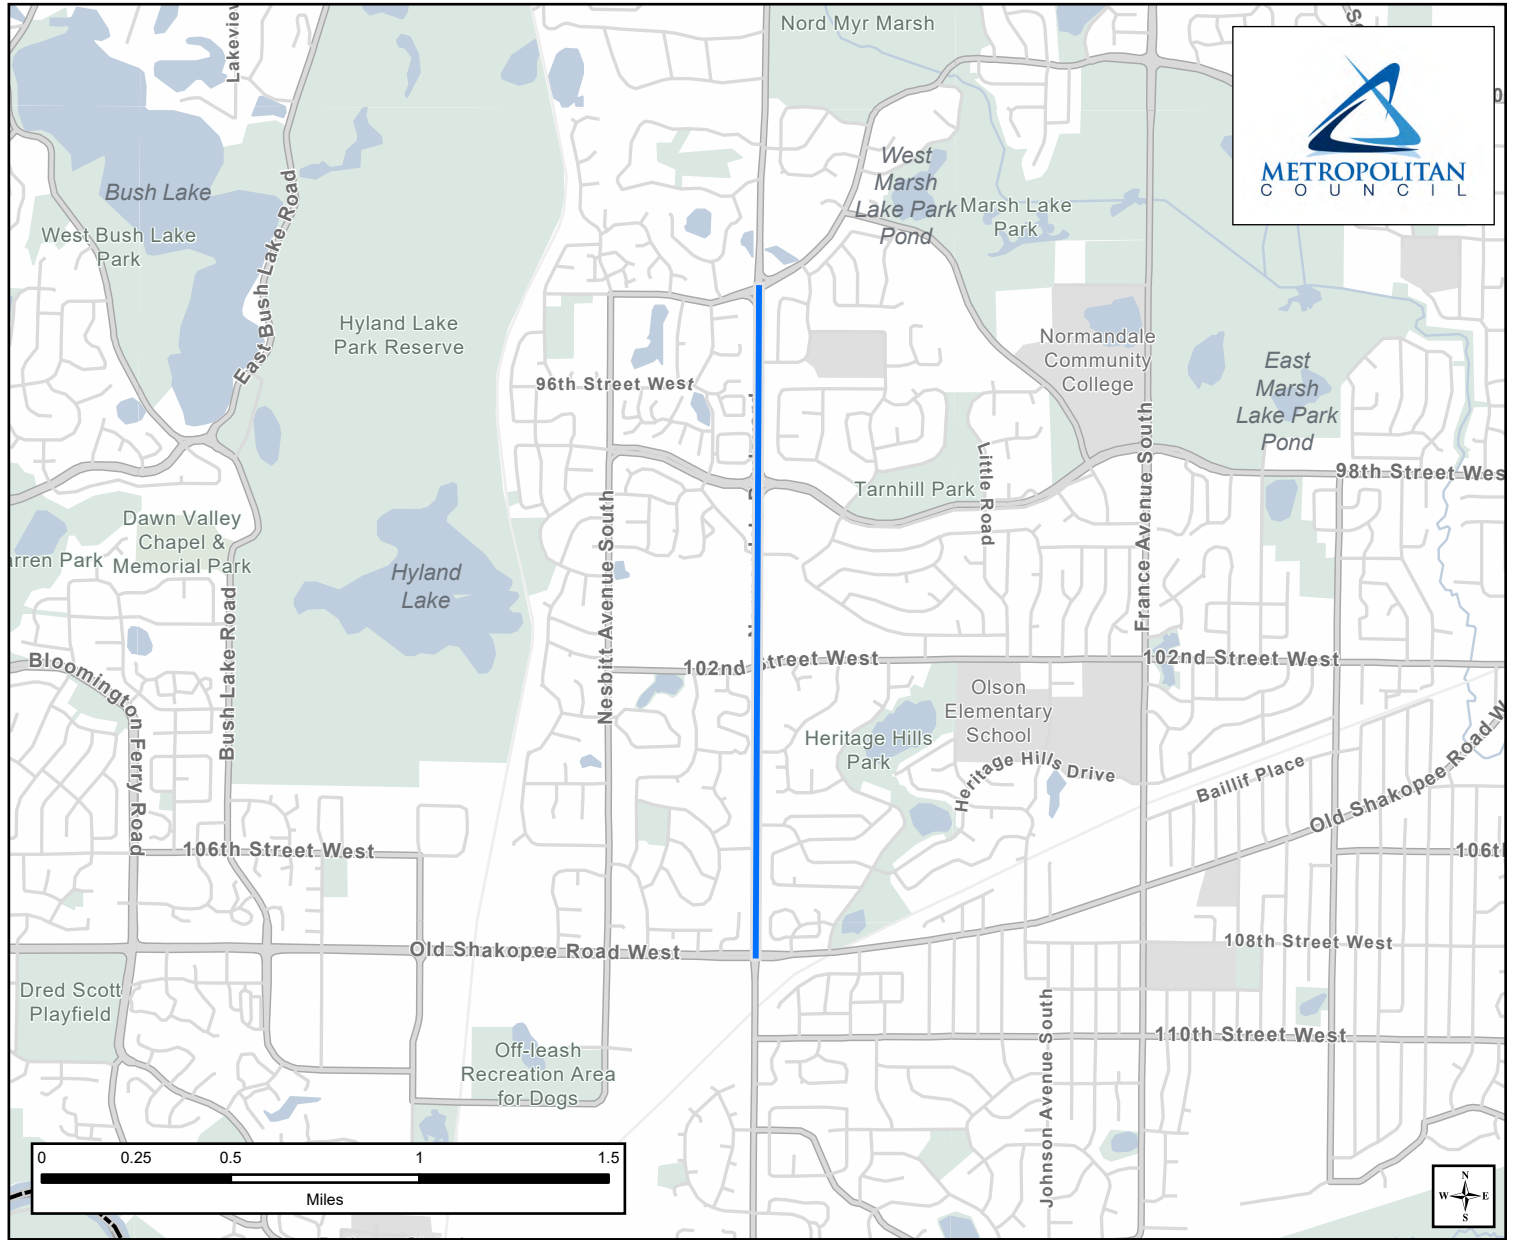 Nord Myr Marsh
Lakeview
METROPOLITAN
COUNCIL
West
Marsh
Lake Park
Pond
Bush Lake
Marsh Lake
Park
West Bush Lake
Park
East Bush Lake Road
Hyland Lake
Park Reserve
Normandale
Community
College
East
Marsh
Lake Park
Pond
96th Street West
98th Street Wes
Little Road
France Avenue South
Tarnhill Park
Nesbitt Avenue South
Dawn Valley
Chapel &
Memorial Park
arren Park
Hyland
Lake
Bush Lake Road
Bloomington Ferry Road
102nd Street West
102nd Street West
Olson
Elementary
School
Heritage Hills
Park
Heritage Hills Drive
Baillif Place
Old Shakopee Road W
106th Street West
106th
Old Shakopee Road West
108th Street West
Dred Scott
Playfield
Johnson Avenue South
110th Street West
Off-leash
Recreation Area
for Dogs
0 0.25 0.5 1 1.5
Miles
N
W E
S